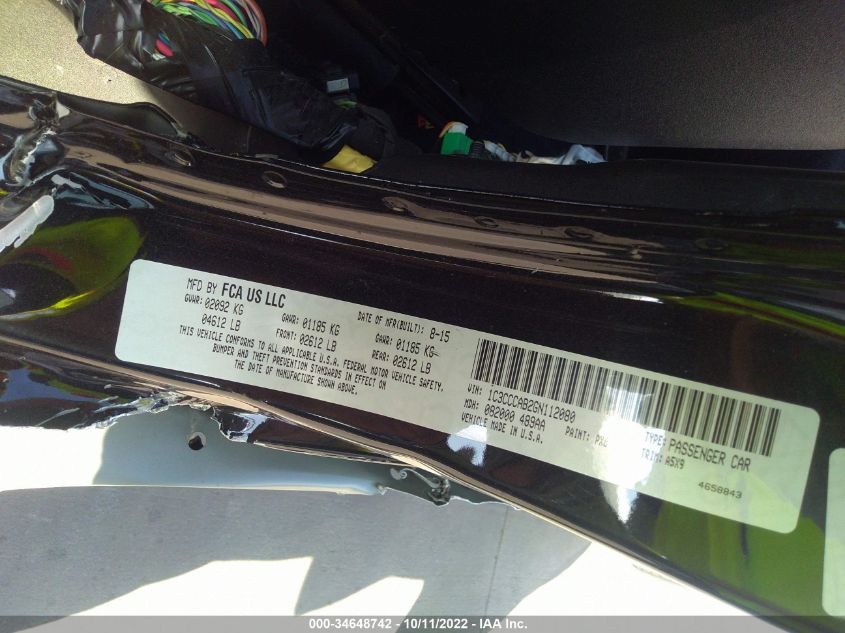 MFD BY FCA US LLC
DATE OF MFR(BUILT): 8-15
GVWR: 02092 KG
GAWR: 01185 KG
GAWR: 01185 KG
04612 LB
FRONT: 02612 LB
REAR: 02612 LB
THIS VEHICLE CONFORMS TO ALL APPLICABLE U.S.A. FEDERAL MOTOR VEHICLE SAFETY,
BUMPER AND THEFT PREVENTION STANDARDS IN EFFECT ON
THE DATE OF MANUFACTURE SHOWN ABOVE.
VIN: 1C3CCCAB2GN112080
TYPE: PASSENGER CAR
MDH: 082000 489AA
PAINT:
TRIM: A5X9
VEHICLE MADE IN U.S.A.
4658843
000-34648742 - 10/11/2022 - IAA Inc.